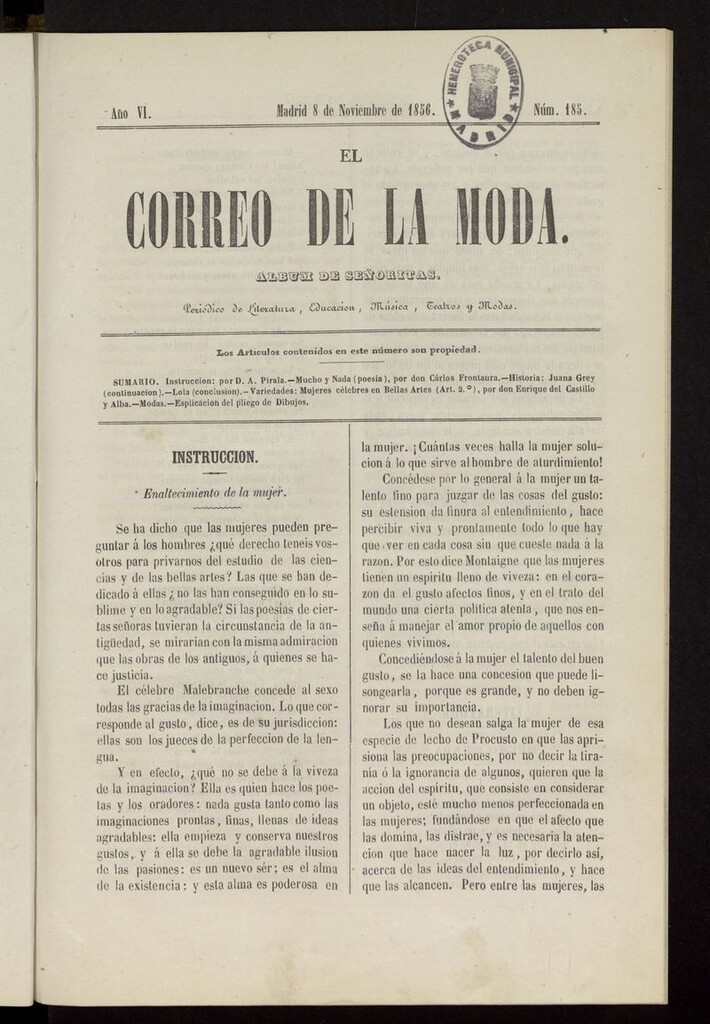 Año VI.
Madrid 8 de Noviembre de 1856.
Núm. 185.
HEMEROTECA MUNICIPAL
★ MADRID ★
EL
CORREO DE LA MODA.
ALBUM DE SEÑORITAS.
Periódico de Literatura, Educacion, Música, Teatros y Modas.
Los Artículos contenidos en este número son propiedad.
SUMARIO. Instruccion: por D. A. Pirala.—Mucho y Nada (poesía), por don Cárlos Frontaura.—Historia: Juana Grey
(continuacion).—Lola (conclusion).—Variedades: Mujeres célebres en Bellas Artes (Art. 2.º), por don Enrique del Castillo
y Alba.—Modas.—Esplicacion del pliego de Dibujos.
INSTRUCCION.
Enaltecimiento de la mujer.
Se ha dicho que las mujeres pueden pre-
guntar á los hombres ¿qué derecho teneis vos-
otros para privarnos del estudio de las cien-
cias y de las bellas artes? Las que se han de-
dicado á ellas ¿no las han conseguido en lo su-
blime y en lo agradable? Si las poesías de cier-
tas señoras tuvieran la circunstancia de la an-
tigüedad, se mirarian con la misma admiracion
que las obras de los antiguos, á quienes se ha-
ce justicia.
El célebre Malebranche concede al sexo
todas las gracias de la imaginacion. Lo que cor-
responde al gusto, dice, es de su jurisdiccion:
ellas son los jueces de la perfeccion de la len-
gua.
Y en efecto, ¿qué no se debe á la viveza
de la imaginacion? Ella es quien hace los poe-
tas y los oradores: nada gusta tanto como las
imaginaciones prontas, finas, llenas de ideas
agradables: ella empieza y conserva nuestros
gustos, y á ella se debe la agradable ilusion
de las pasiones: es un nuevo sér; es el alma
de la existencia: y esta alma es poderosa en
la mujer. ¡Cuántas veces halla la mujer solu-
cion á lo que sirve al hombre de aturdimiento!
Concédese por lo general á la mujer un ta-
lento fino para juzgar de las cosas del gusto:
su estension da finura al entendimiento, hace
percibir viva y prontamente todo lo que hay
que ver en cada cosa sin que cueste nada á la
razon. Por esto dice Montaigne que las mujeres
tienen un espíritu lleno de viveza: en el cora-
zon da el gusto afectos finos, y en el trato del
mundo una cierta política atenta, que nos en-
seña á manejar el amor propio de aquellos con
quienes vivimos.
Concediéndose á la mujer el talento del buen
gusto, se la hace una concesion que puede li-
songearla, porque es grande, y no deben ig-
norar su importancia.
Los que no desean salga la mujer de esa
especie de lecho de Procusto en que las apri-
siona las preocupaciones, por no decir la tira-
nía ó la ignorancia de algunos, quieren que la
accion del espíritu, que consiste en considerar
un objeto, esté mucho menos perfeccionada en
las mujeres; fundándose en que el afecto que
las domina, las distrae, y es necesaria la aten-
cion que hace nacer la luz, por decirlo así,
acerca de las ideas del entendimiento, y hace
que las alcancen. Pero entre las mujeres, las